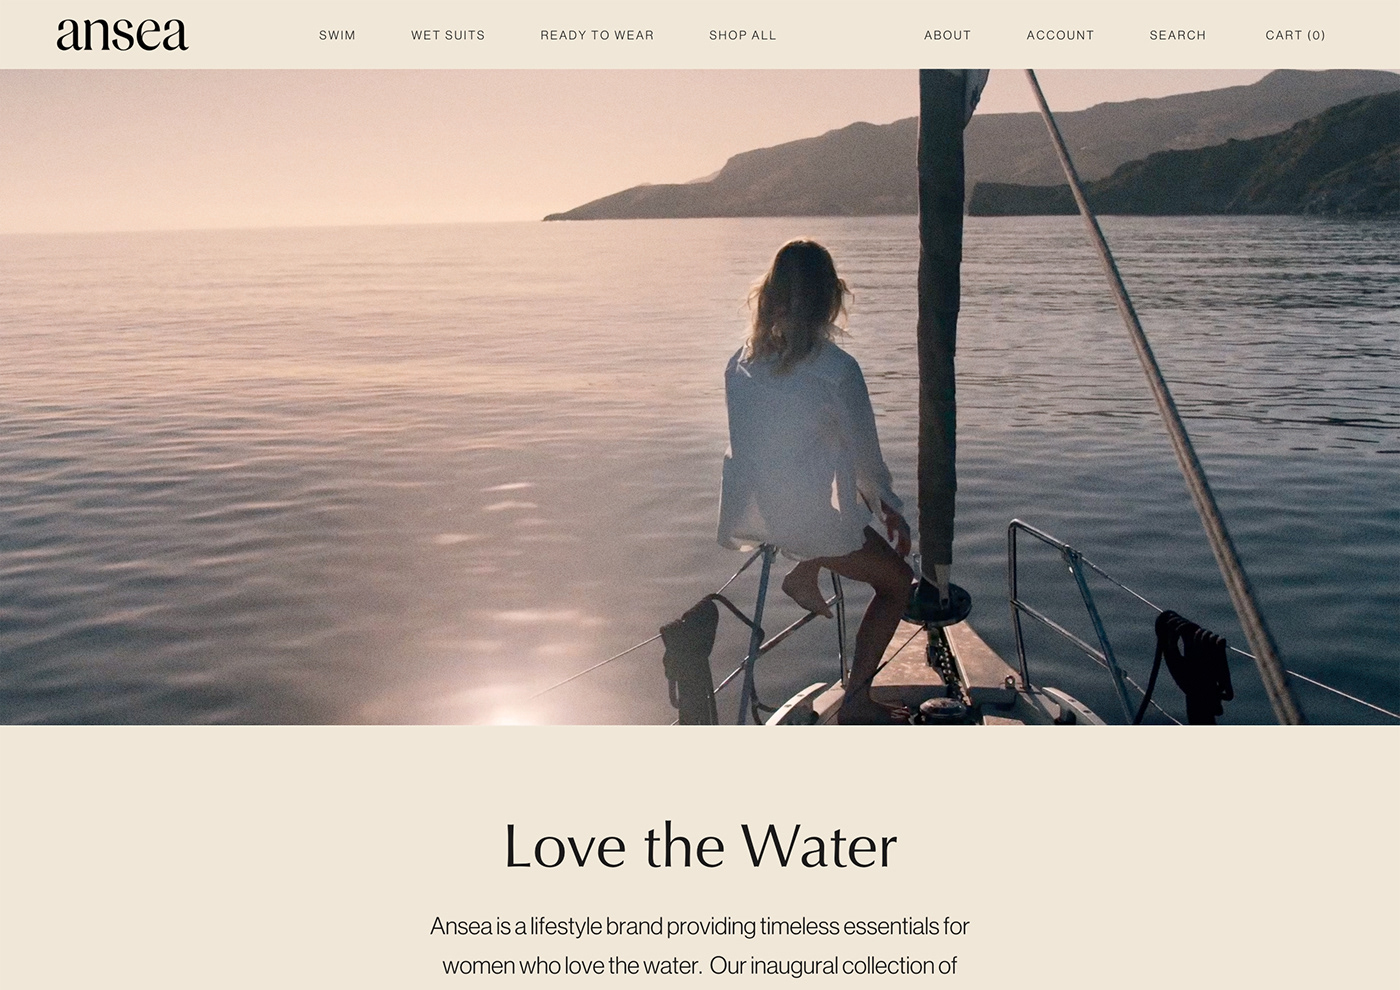 ansea
SWIM
WET SUITS
READY TO WEAR
SHOP ALL
ABOUT
ACCOUNT
SEARCH
CART (0)
Love the Water
Ansea is a lifestyle brand providing timeless essentials for
women who love the water. Our inaugural collection of